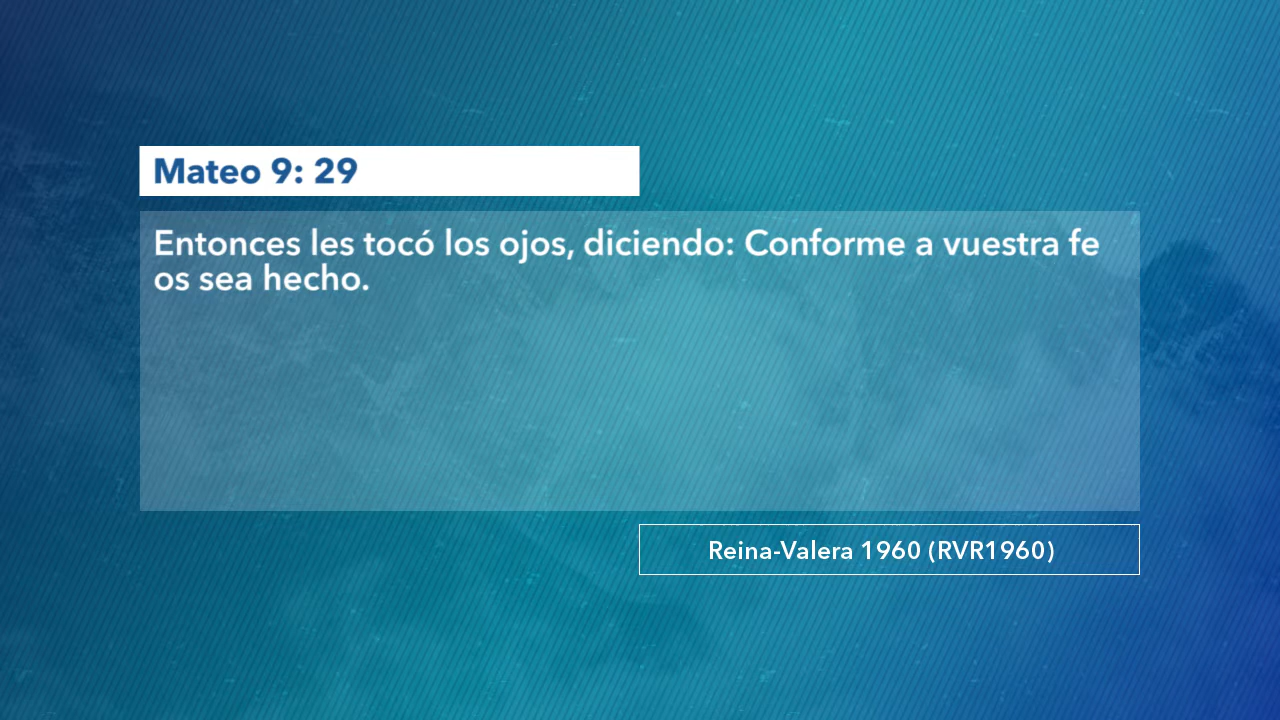 Mateo 9: 29
Entonces les tocó los ojos, diciendo: Conforme a vuestra fe
os sea hecho.
Reina-Valera 1960 (RVR1960)